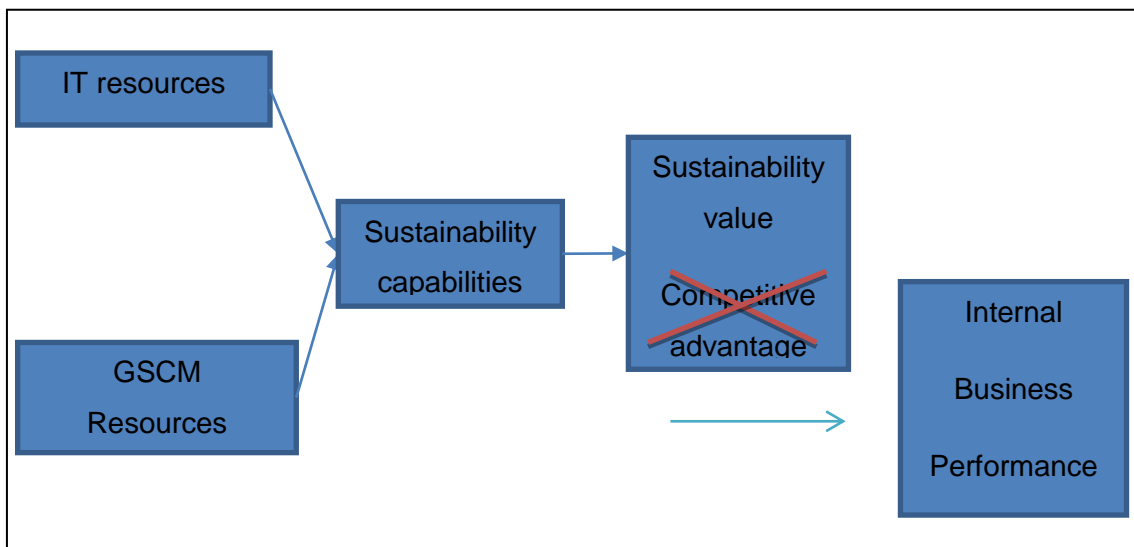 IT resources
GSCM
Resources
Sustainability
capabilities
Sustainability
value
Competitive
advantage
Internal
Business
Performance